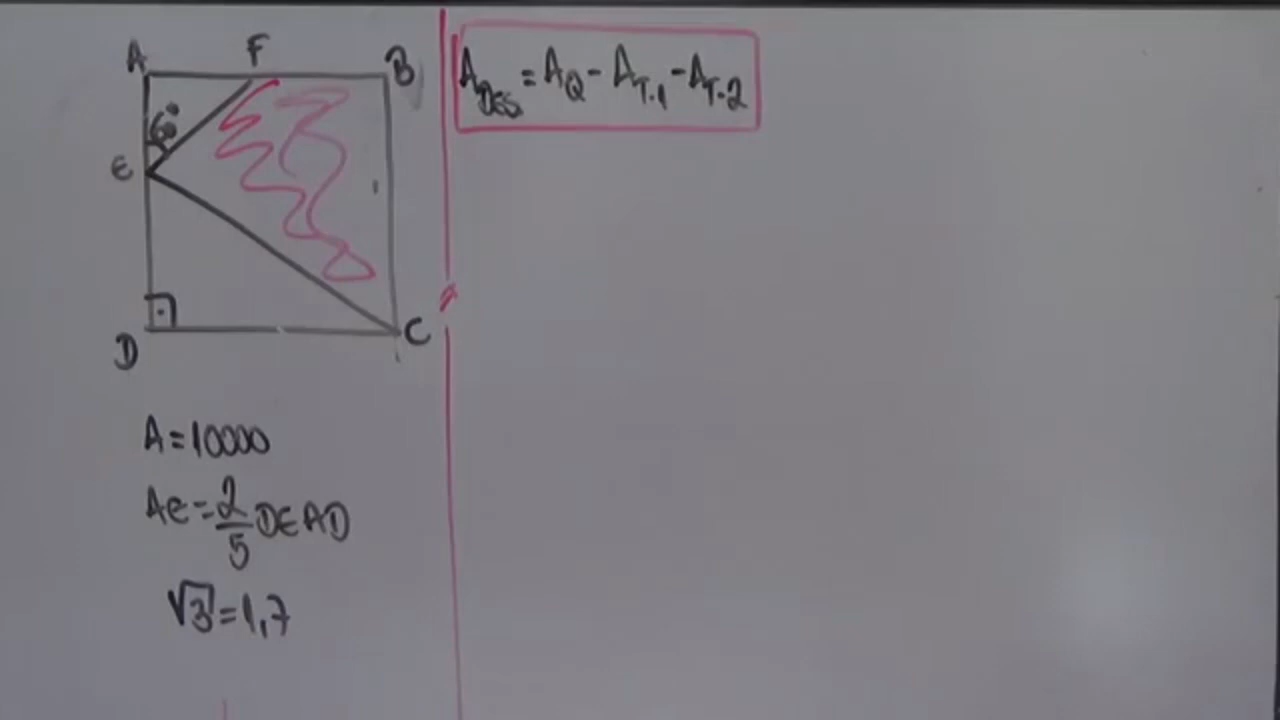 A F B
60°
E
D C
A_Des = A_Q - A_T.1 - A_T.2
A = 10000
Ae = 2/5 DE AD
√3 = 1,7